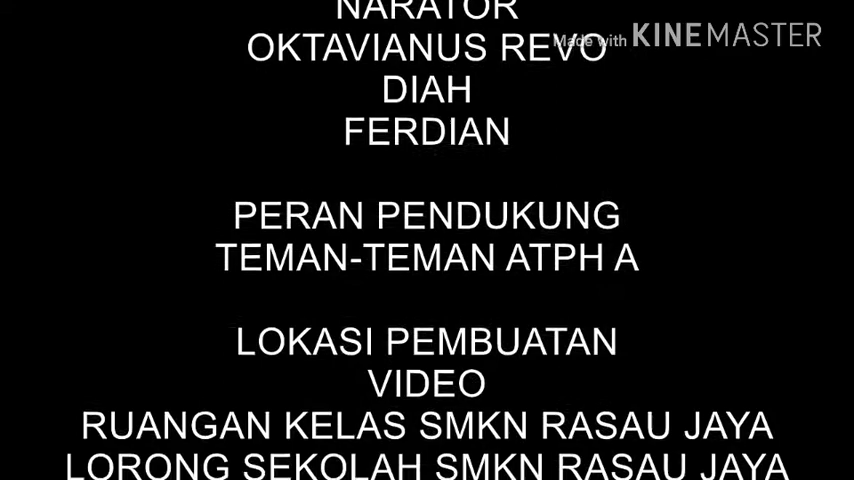 NARATOR
OKTAVIANUS REVO
Made with KINEMASTER
DIAH
FERDIAN
PERAN PENDUKUNG
TEMAN-TEMAN ATPH A
LOKASI PEMBUATAN
VIDEO
RUANGAN KELAS SMKN RASAU JAYA
LORONG SEKOLAH SMKN RASAU JAYA